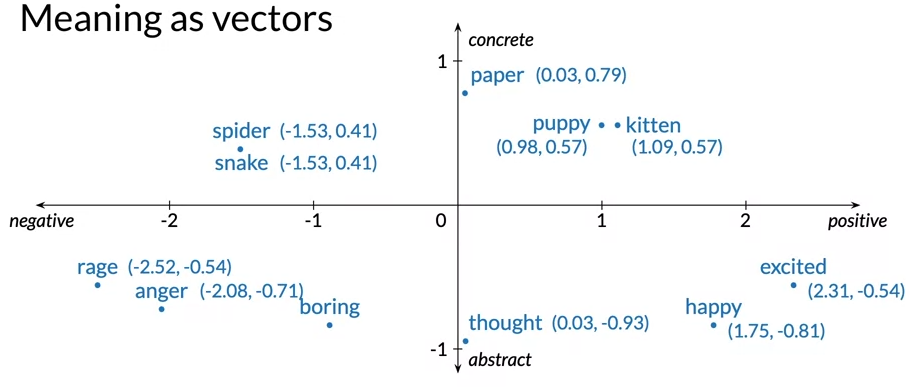 Meaning as vectors
concrete
1
paper (0.03, 0.79)
spider (-1.53, 0.41)
snake (-1.53, 0.41)
puppy kitten
(0.98, 0.57) (1.09, 0.57)
negative -2 -1 0 1 2 positive
rage (-2.52, -0.54)
anger (-2.08, -0.71)
boring
excited
(2.31, -0.54)
happy
(1.75, -0.81)
thought (0.03, -0.93)
-1
abstract